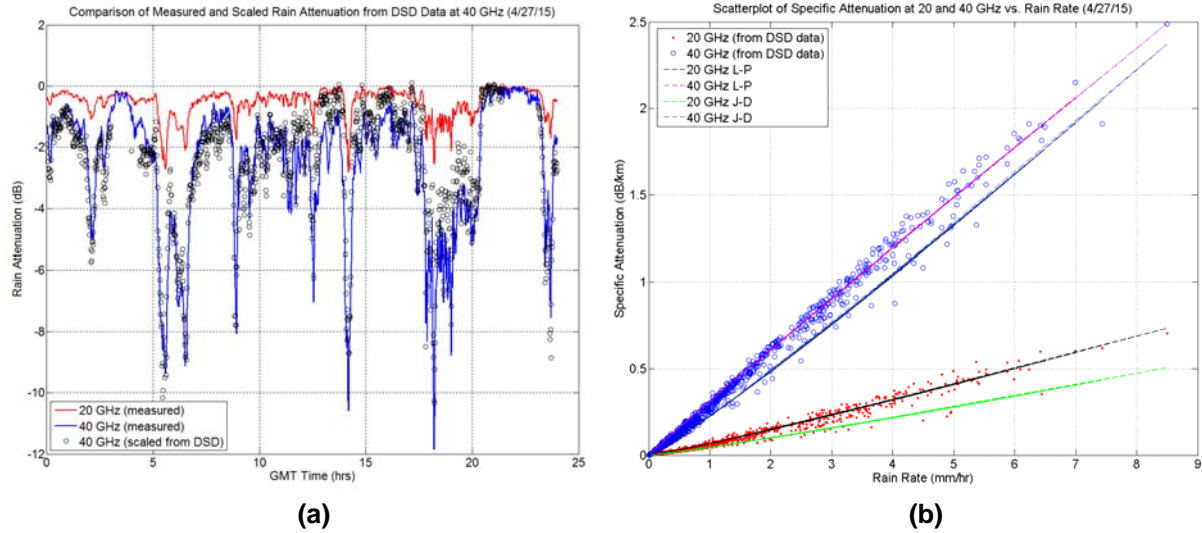 Comparison of Measured and Scaled Rain Attenuation from DSD Data at 40 GHz (4/27/15)
2
0
-2
-4
-6
-8
-10
-12
Rain Attenuation (dB)
20 GHz (measured)
40 GHz (measured)
40 GHz (scaled from DSD)
0
5
10
15
20
25
GMT Time (hrs)
(a)
Scatterplot of Specific Attenuation at 20 and 40 GHz vs. Rain Rate (4/27/15)
2.5
2
1.5
1
0.5
0
Specific Attenuation (dB/km)
20 GHz (from DSD data)
40 GHz (from DSD data)
20 GHz L-P
40 GHz L-P
20 GHz J-D
40 GHz J-D
0
1
2
3
4
5
6
7
8
9
Rain Rate (mm/hr)
(b)